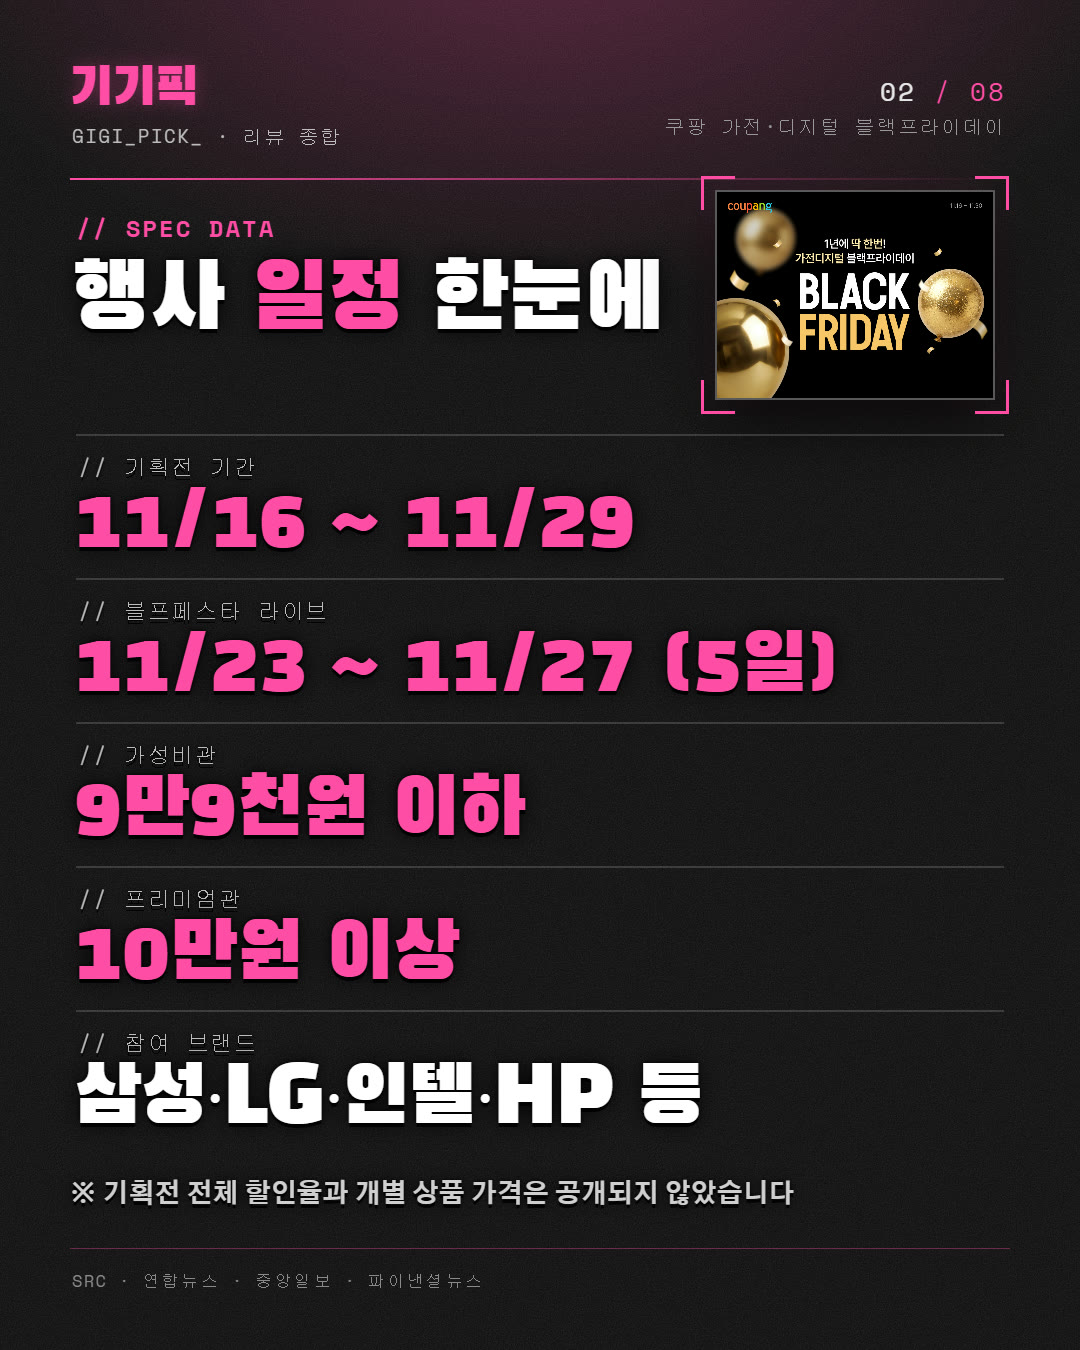 기기픽
GIGI_PICK_ · 리뷰 종합
02 / 08
쿠팡 가전·디지털 블랙프라이데이
// SPEC DATA
행사 일정 한눈에
coupang
1년에 딱 한번!
가전디지털 블랙프라이데이
BLACK
FRIDAY
// 기획전 기간
11/16 ~ 11/29
// 블프페스타 라이브
11/23 ~ 11/27 (5일)
// 가성비관
9만9천원 이하
// 프리미엄관
10만원 이상
// 참여 브랜드
삼성·LG·인텔·HP 등
※ 기획전 전체 할인율과 개별 상품 가격은 공개되지 않았습니다
SRC · 연합뉴스 · 중앙일보 · 파이낸셜뉴스